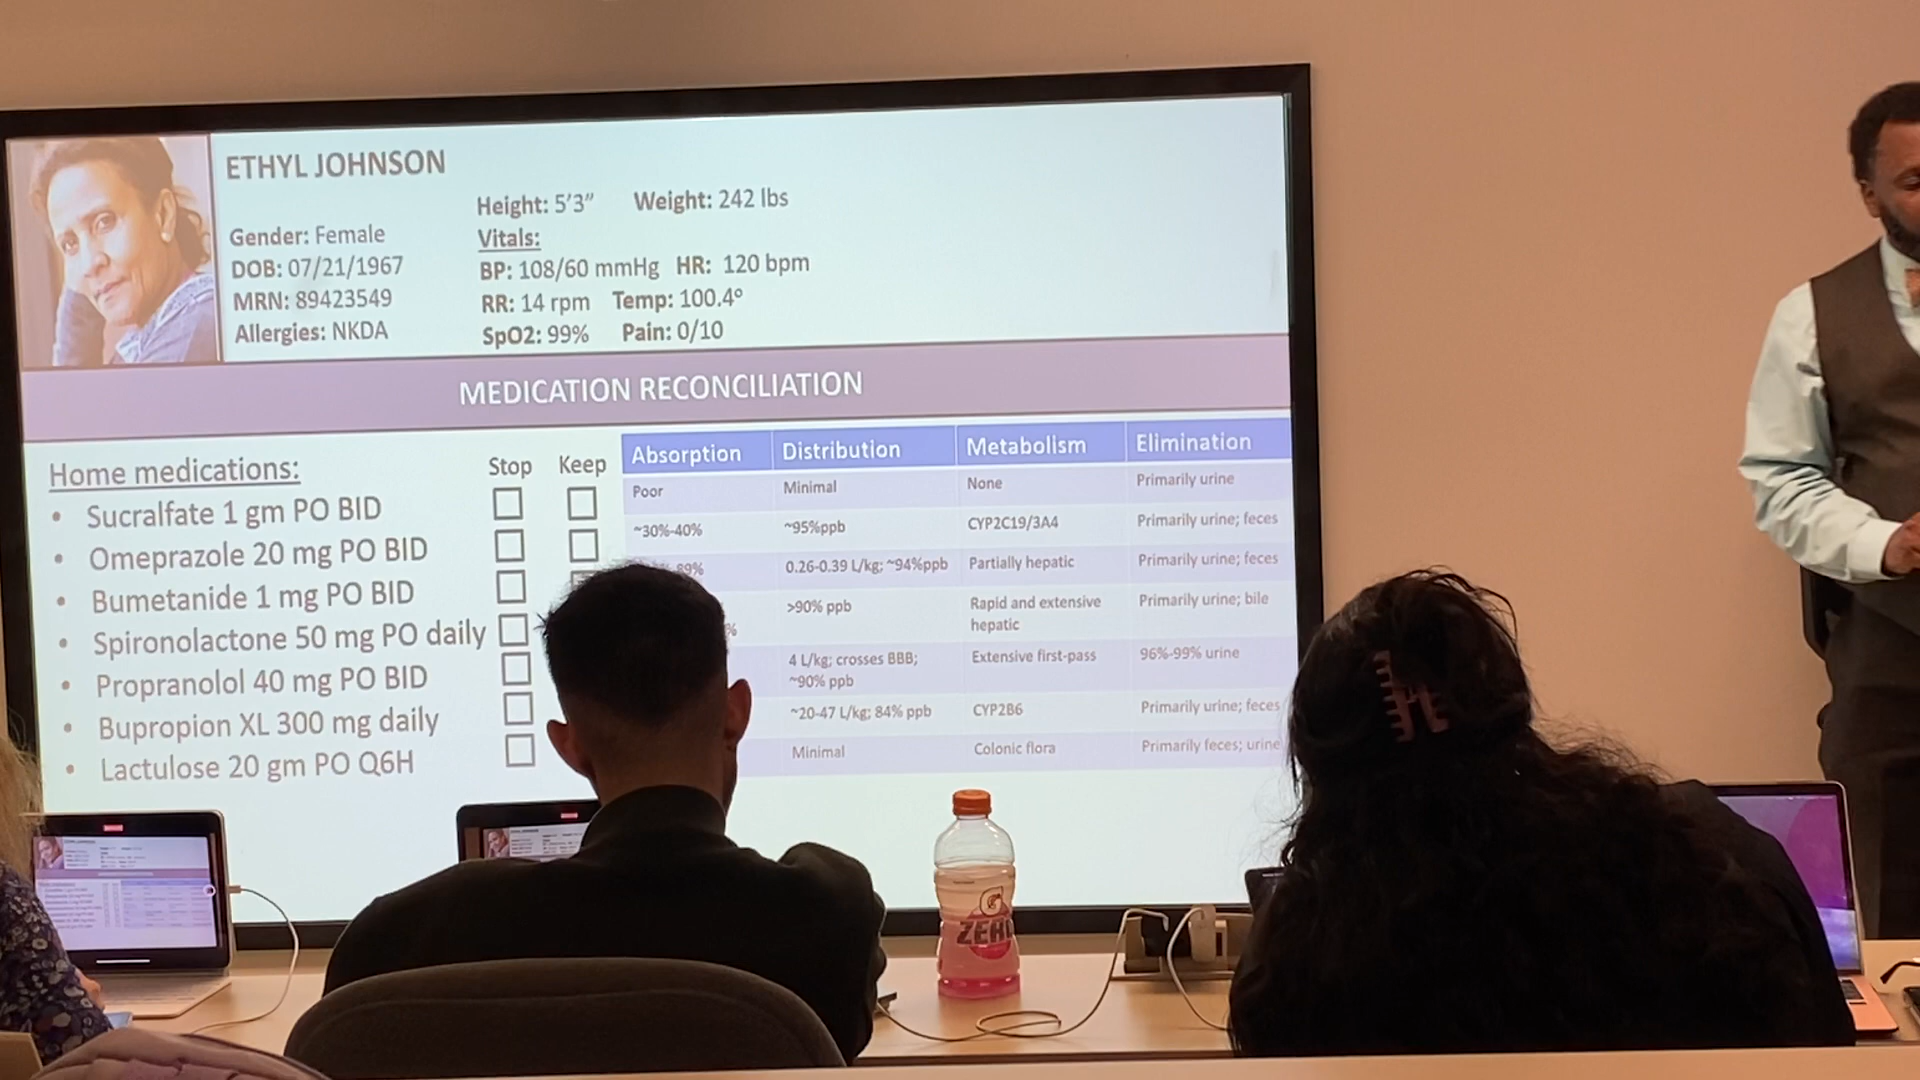 ETHYL JOHNSON
Gender: Female
DOB: 07/21/1967
MRN: 89423549
Allergies: NKDA
Height: 5'3" Weight: 242 lbs
Vitals:
BP: 108/60 mmHg HR: 120 bpm
RR: 14 rpm Temp: 100.4°
SpO2: 99% Pain: 0/10
MEDICATION RECONCILIATION
Home medications: Stop Keep
• Sucralfate 1 gm PO BID
• Omeprazole 20 mg PO BID
• Bumetanide 1 mg PO BID
• Spironolactone 50 mg PO daily
• Propranolol 40 mg PO BID
• Bupropion XL 300 mg daily
• Lactulose 20 gm PO Q6H
Absorption Distribution Metabolism Elimination
Poor Minimal None Primarily urine
~30%-40% ~95%ppb CYP2C19/3A4 Primarily urine; feces
89% 0.26-0.39 L/kg; ~94%ppb Partially hepatic Primarily urine; feces
% >90% ppb Rapid and extensive Primarily urine; bile
hepatic
4 L/kg; crosses BBB; Extensive first-pass 96%-99% urine
~90% ppb
~20-47 L/kg; 84% ppb CYP2B6 Primarily urine; feces
Minimal Colonic flora Primarily feces; urine
G
ZERO